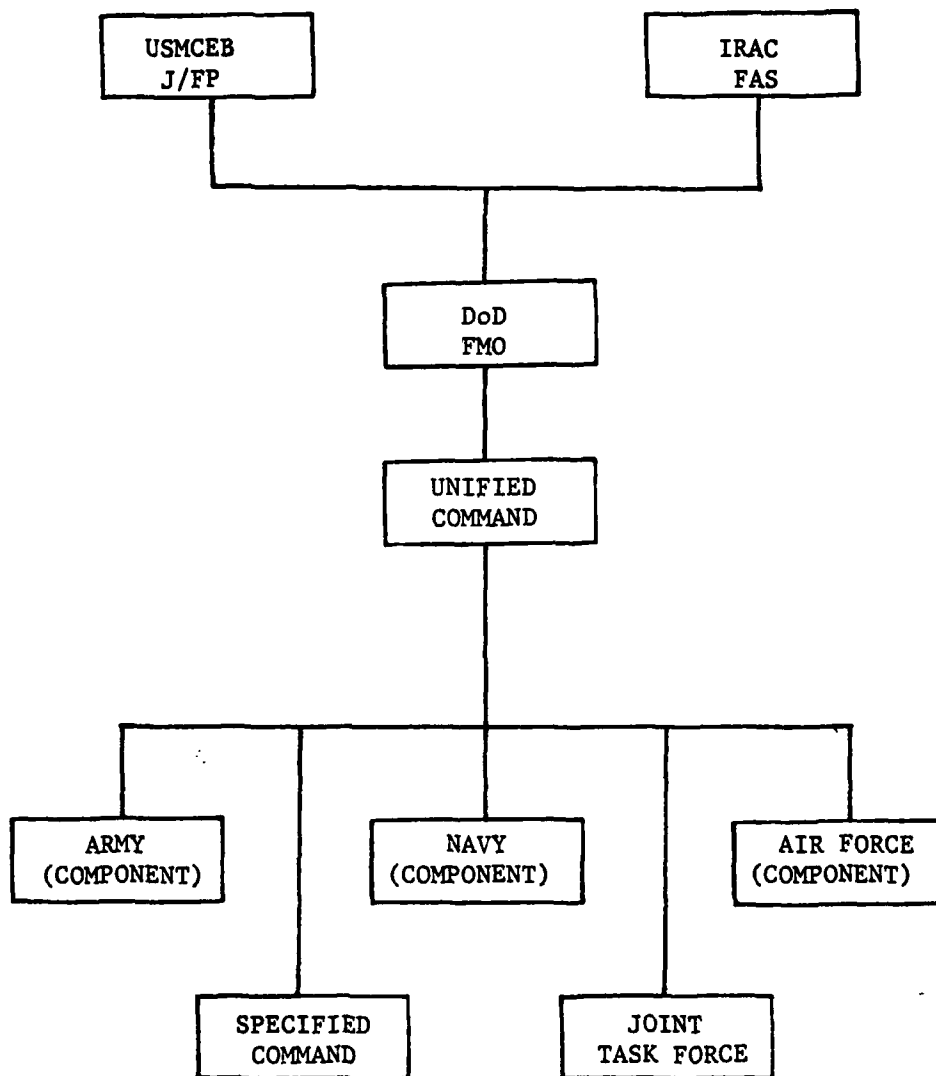 USMCEB
J/FP
IRAC
FAS
DoD
FMO
UNIFIED
COMMAND
ARMY
(COMPONENT)
NAVY
(COMPONENT)
AIR FORCE
(COMPONENT)
SPECIFIED
COMMAND
JOINT
TASK FORCE